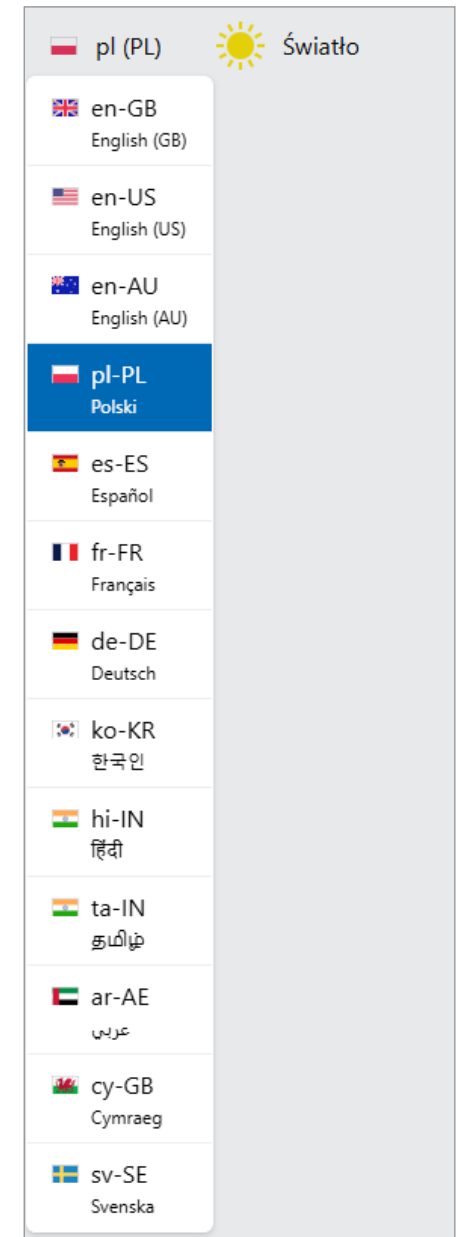 pl (PL) Światło
en-GB
English (GB)
en-US
English (US)
en-AU
English (AU)
pl-PL
Polski
es-ES
Español
fr-FR
Français
de-DE
Deutsch
ko-KR
한국인
hi-IN
हिंदी
ta-IN
தமிழ்
ar-AE
عربي
cy-GB
Cymraeg
sv-SE
Svenska